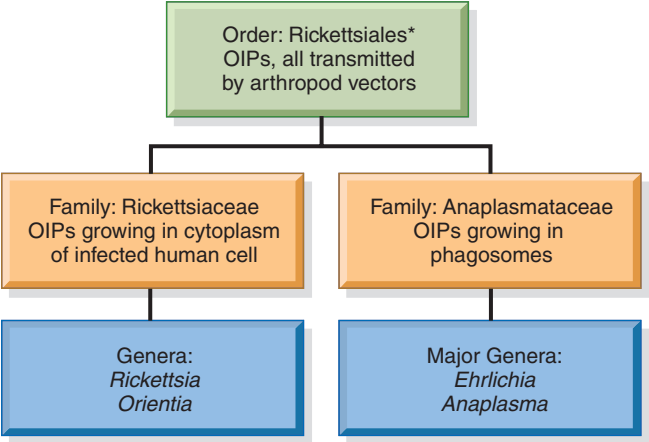 Order: Rickettsiales*
OIPs, all transmitted
by arthropod vectors
Family: Rickettsiaceae
OIPs growing in cytoplasm
of infected human cell
Family: Anaplasmataceae
OIPs growing in
phagosomes
Genera:
Rickettsia
Orientia
Major Genera:
Ehrlichia
Anaplasma